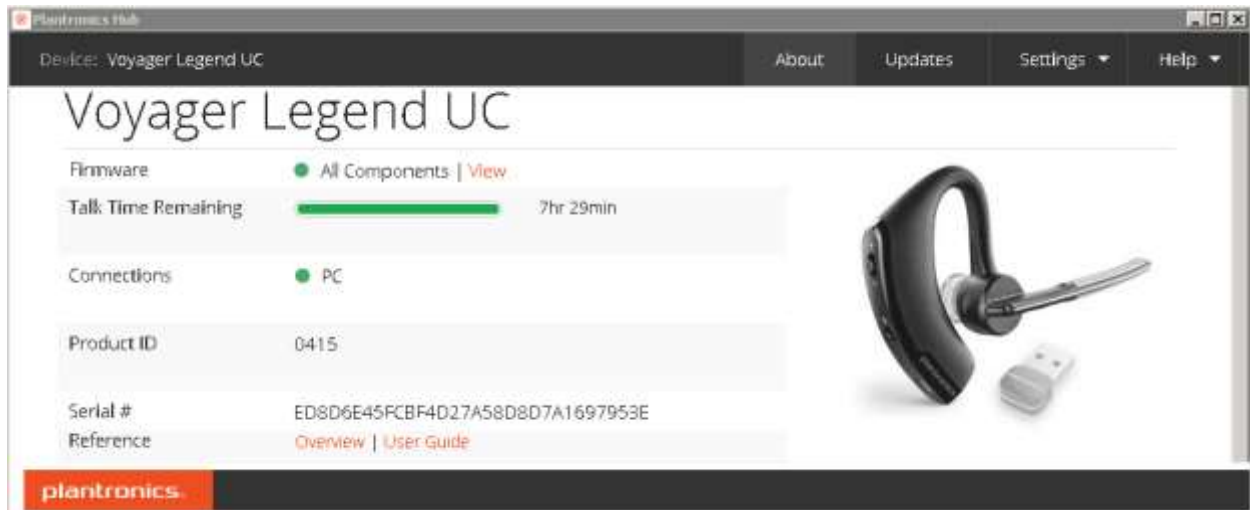 Plantronics Hub
Device: Voyager Legend UC About Updates Settings Help
Voyager Legend UC
Firmware All Components | View
Talk Time Remaining 7hr 29min
Connections PC
Product ID 0415
Serial # ED8D6E45FCBF4D27A58D8D7A1697953E
Reference Overview | User Guide
plantronics.